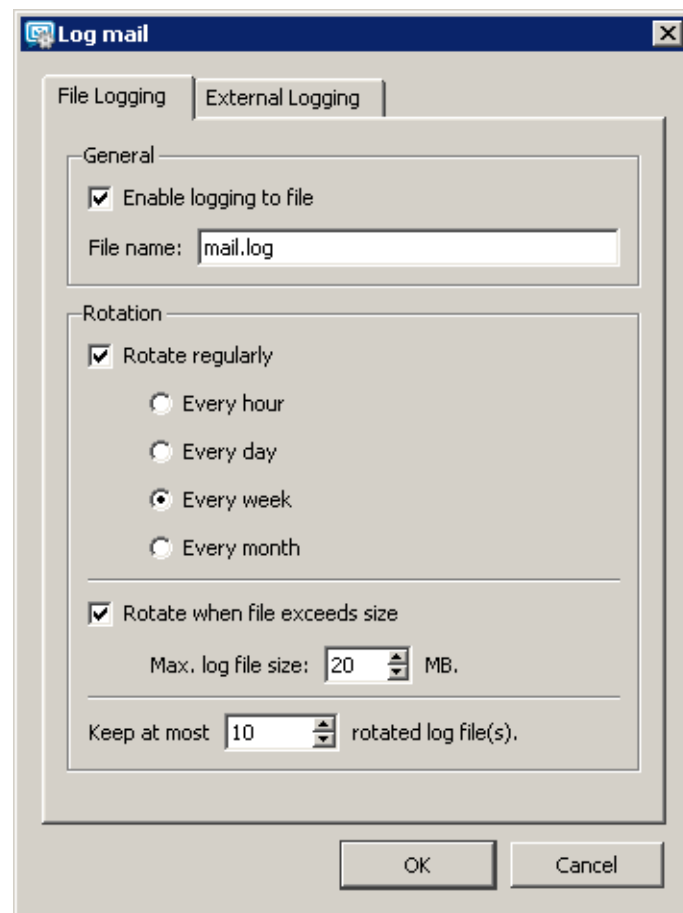 Log mail
File Logging External Logging
General
Enable logging to file
File name: mail.log
Rotation
Rotate regularly
Every hour
Every day
Every week
Every month
Rotate when file exceeds size
Max. log file size: 20 MB.
Keep at most 10 rotated log file(s).
OK Cancel